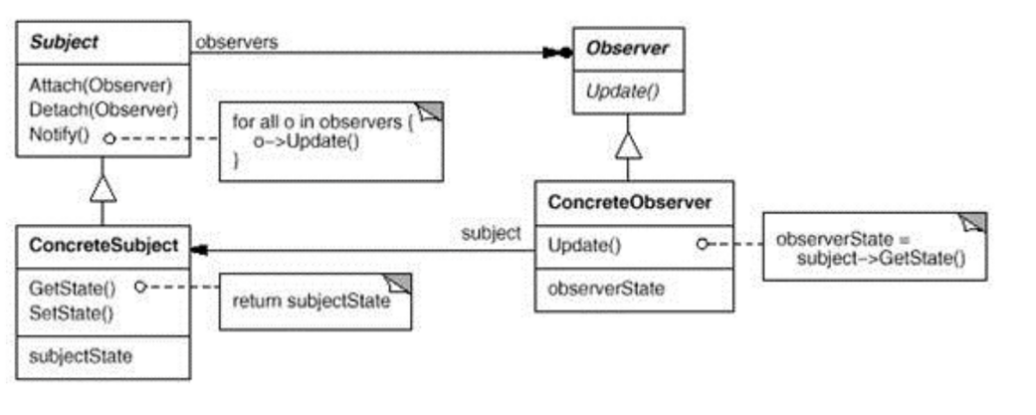 Subject
Attach(Observer)
Detach(Observer)
Notify()
observers
Observer
Update()
for all o in observers {
o->Update()
}
ConcreteSubject
GetState()
SetState()
subjectState
return subjectState
subject
ConcreteObserver
Update()
observerState
observerState =
subject->GetState()